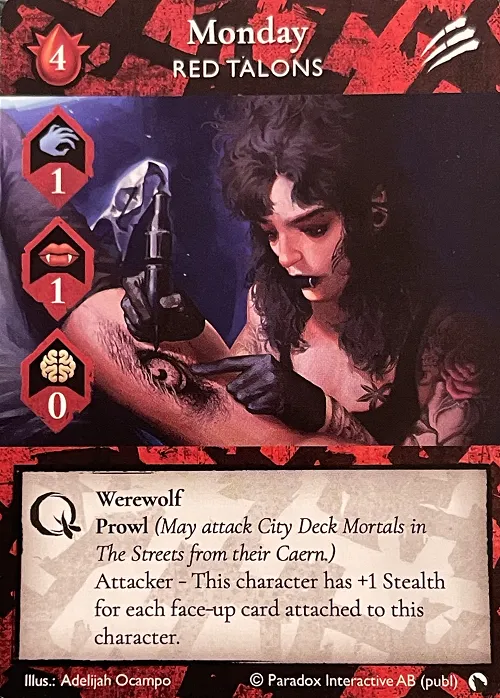 4
Monday
RED TALONS
1
1
0
Werewolf
Prowl (May attack City Deck Mortals in
The Streets from their Caern.)
Attacker – This character has +1 Stealth
for each face-up card attached to this
character.
Illus.: Adelijah Ocampo
© Paradox Interactive AB (publ)